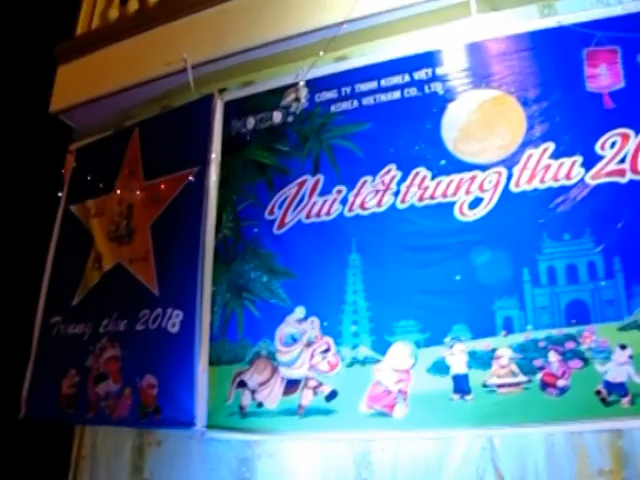 CÔNG TY TNHH KOREA VIỆT
KOREA VIETNAM CO., LTD
Vui tết trung thu 20
Trung thu 2018